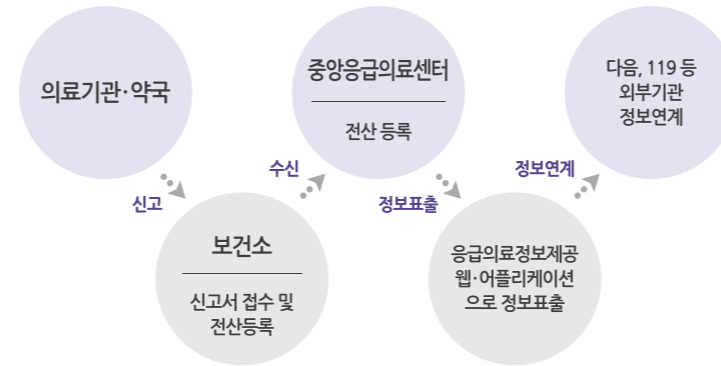 의료기관·약국
신고
보건소
신고서 접수 및
전산등록
수신
중앙응급의료센터
전산 등록
정보표출
응급의료정보제공
웹·어플리케이션
으로 정보표출
정보연계
다음, 119 등
외부기관
정보연계